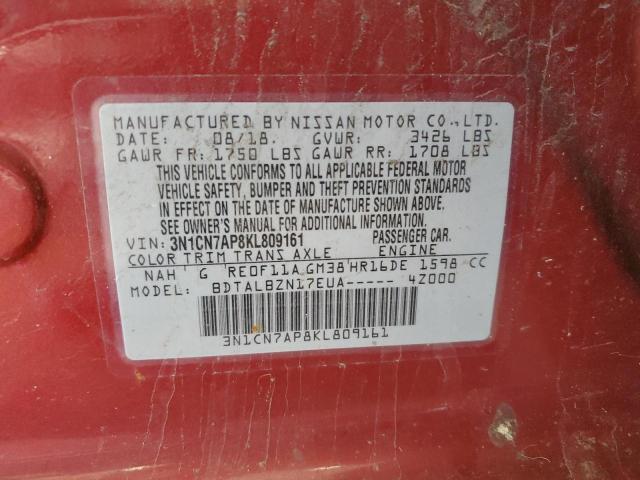 MANUFACTURED BY NISSAN MOTOR CO., LTD.
DATE: 08/18 GVWR: 3426 LBS
GAWR FR: 1750 LBS GAWR RR: 1708 LBS
THIS VEHICLE CONFORMS TO ALL APPLICABLE FEDERAL MOTOR
VEHICLE SAFETY, BUMPER AND THEFT PREVENTION STANDARDS
IN EFFECT ON THE DATE OF MANUFACTURE SHOWN ABOVE.
SEE OWNER'S MANUAL FOR ADDITIONAL INFORMATION.
VIN: 3N1CN7AP8KL809161 PASSENGER CAR.
COLOR TRIM TRANS AXLE ENGINE
NAH G RE0F11A GM38 HR16DE 1598 CC
MODEL: BDTALBZN17EUA----- 4Z000
3N1CN7AP8KL809161